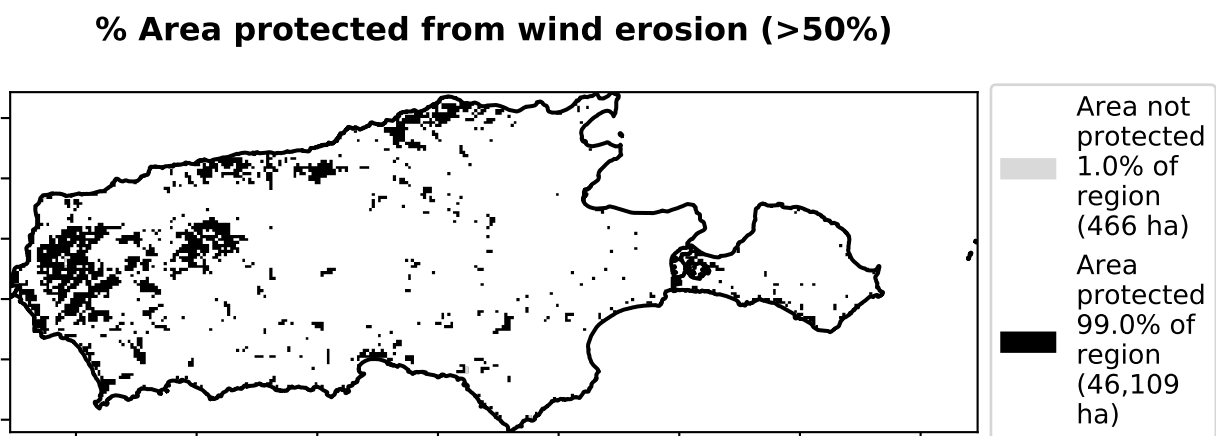 % Area protected from wind erosion (>50%)
Area not
protected
1.0% of
region
(466 ha)
Area
protected
99.0% of
region
(46,109
ha)